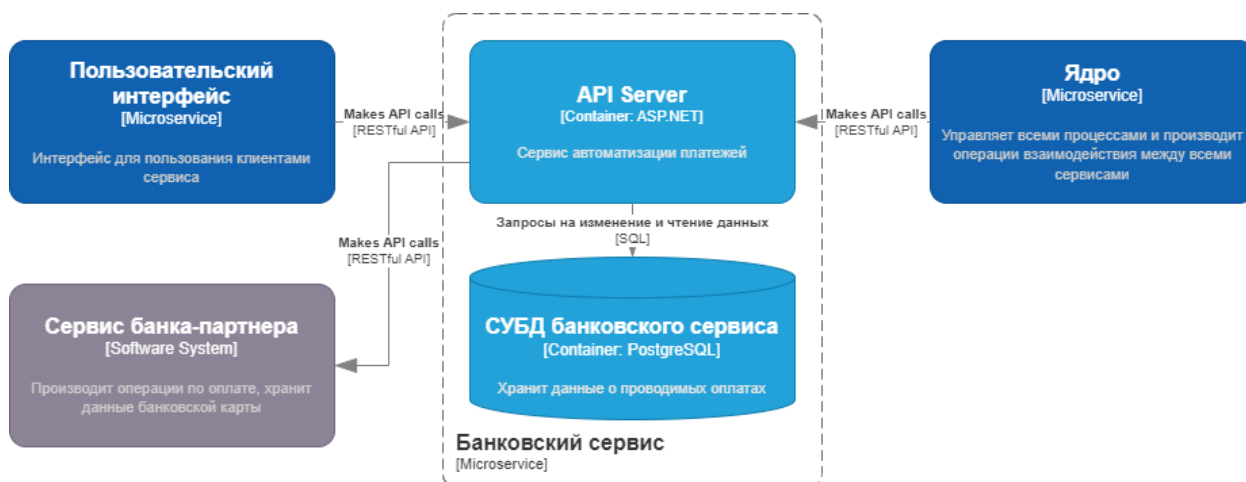 Пользовательский
интерфейс
[Microservice]
Интерфейс для пользования клиентами
сервиса
Makes API calls
[RESTful API]
API Server
[Container: ASP.NET]
Сервис автоматизации платежей
Makes API calls
[RESTful API]
Ядро
[Microservice]
Управляет всеми процессами и производит
операции взаимодействия между всеми
сервисами
Запросы на изменение и чтение данных
[SQL]
Makes API calls
[RESTful API]
Сервис банка-партнера
[Software System]
Производит операции по оплате, хранит
данные банковской карты
СУБД банковского сервиса
[Container: PostgreSQL]
Хранит данные о проводимых оплатах
Банковский сервис
[Microservice]